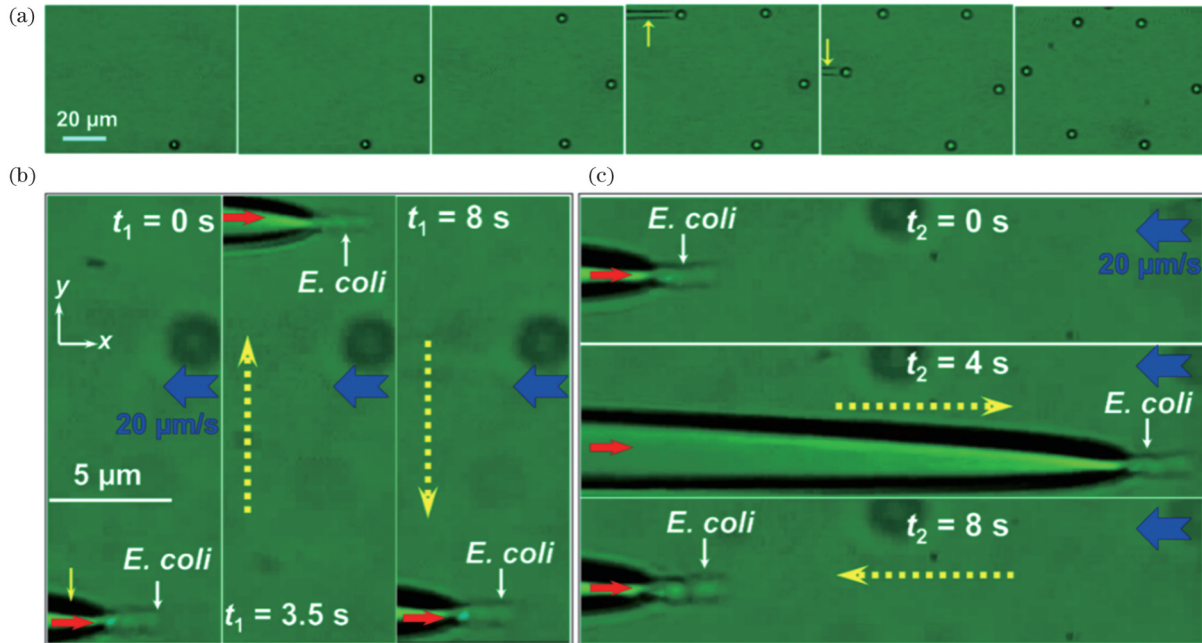 (a)
20 μm
(b)
t₁ = 0 s
y
x
20 μm/s
5 μm
E. coli
E. coli
t₁ = 3.5 s
t₁ = 8 s
E. coli
(c)
E. coli
t₂ = 0 s
20 μm/s
t₂ = 4 s
E. coli
E. coli
t₂ = 8 s